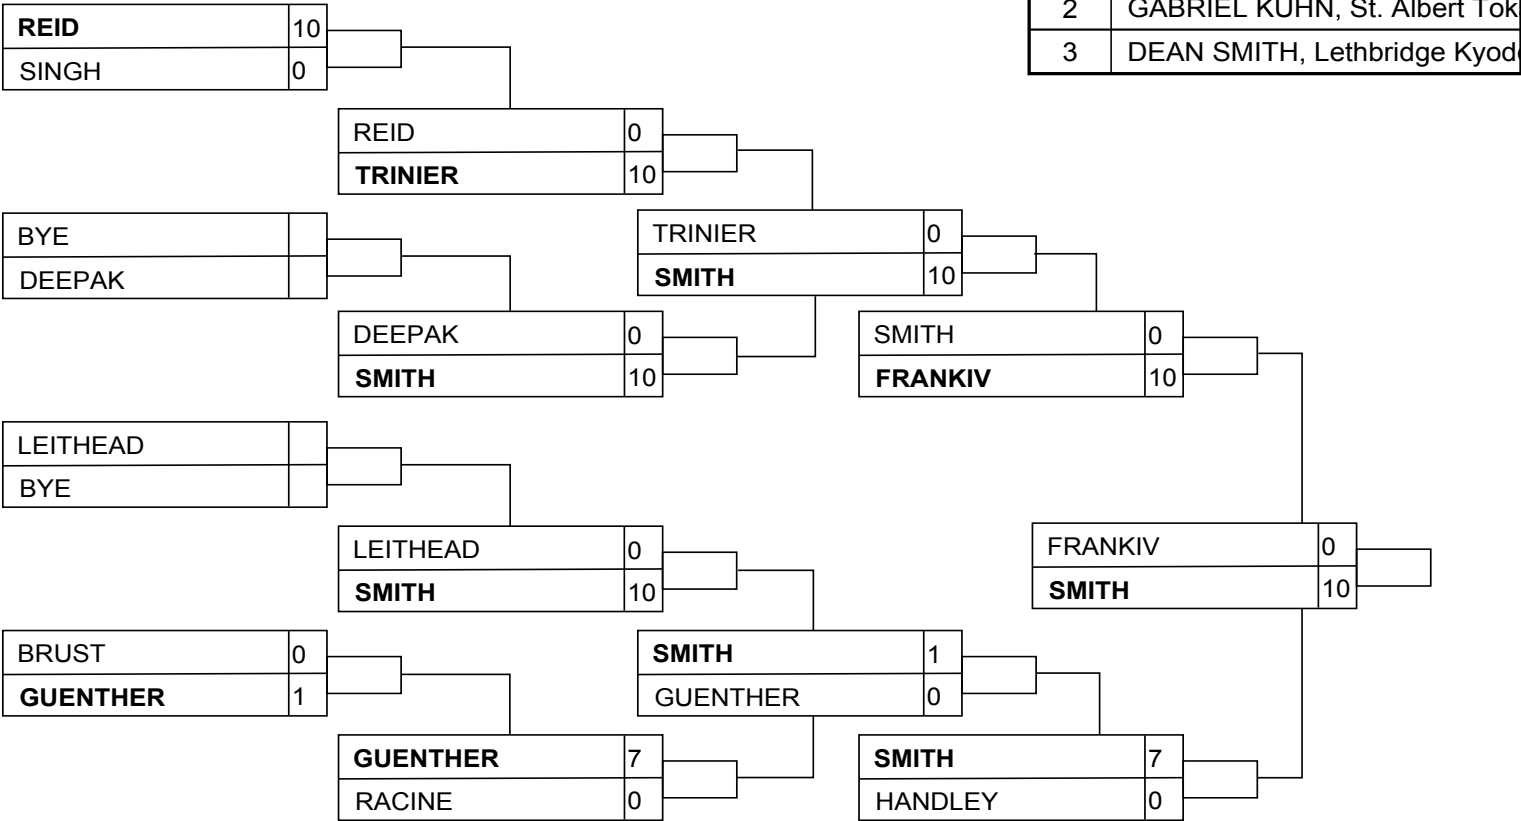 2 GABRIEL KUHN, St. Albert Tok
3 DEAN SMITH, Lethbridge Kyod
REID 10
SINGH 0
REID 0
TRINIER 10
BYE
DEEPAK
TRINIER 0
SMITH 10
DEEPAK 0
SMITH 10
SMITH 0
FRANKIV 10
LEITHEAD
BYE
LEITHEAD 0
SMITH 10
FRANKIV 0
SMITH 10
BRUST 0
GUENTHER 1
SMITH 1
GUENTHER 0
GUENTHER 7
RACINE 0
SMITH 7
HANDLEY 0